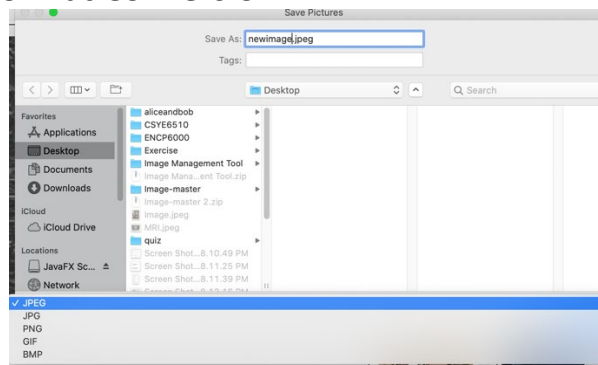 Save Pictures
Save As: newimage.jpeg
Tags:
Desktop
Search
Favorites
Applications
Desktop
Documents
Downloads
iCloud
iCloud Drive
Locations
JavaFX Sc...
Network
aliceandbob
CSYE6510
ENCP6000
Exercise
Image Management Tool
Image Mana...ent Tool.zip
Image-master
Image-master 2.zip
Image.jpeg
MRI.jpeg
quiz
Screen Shot...8.10.49 PM
Screen Shot...8.11.25 PM
Screen Shot...8.11.39 PM
JPEG
JPG
PNG
GIF
BMP